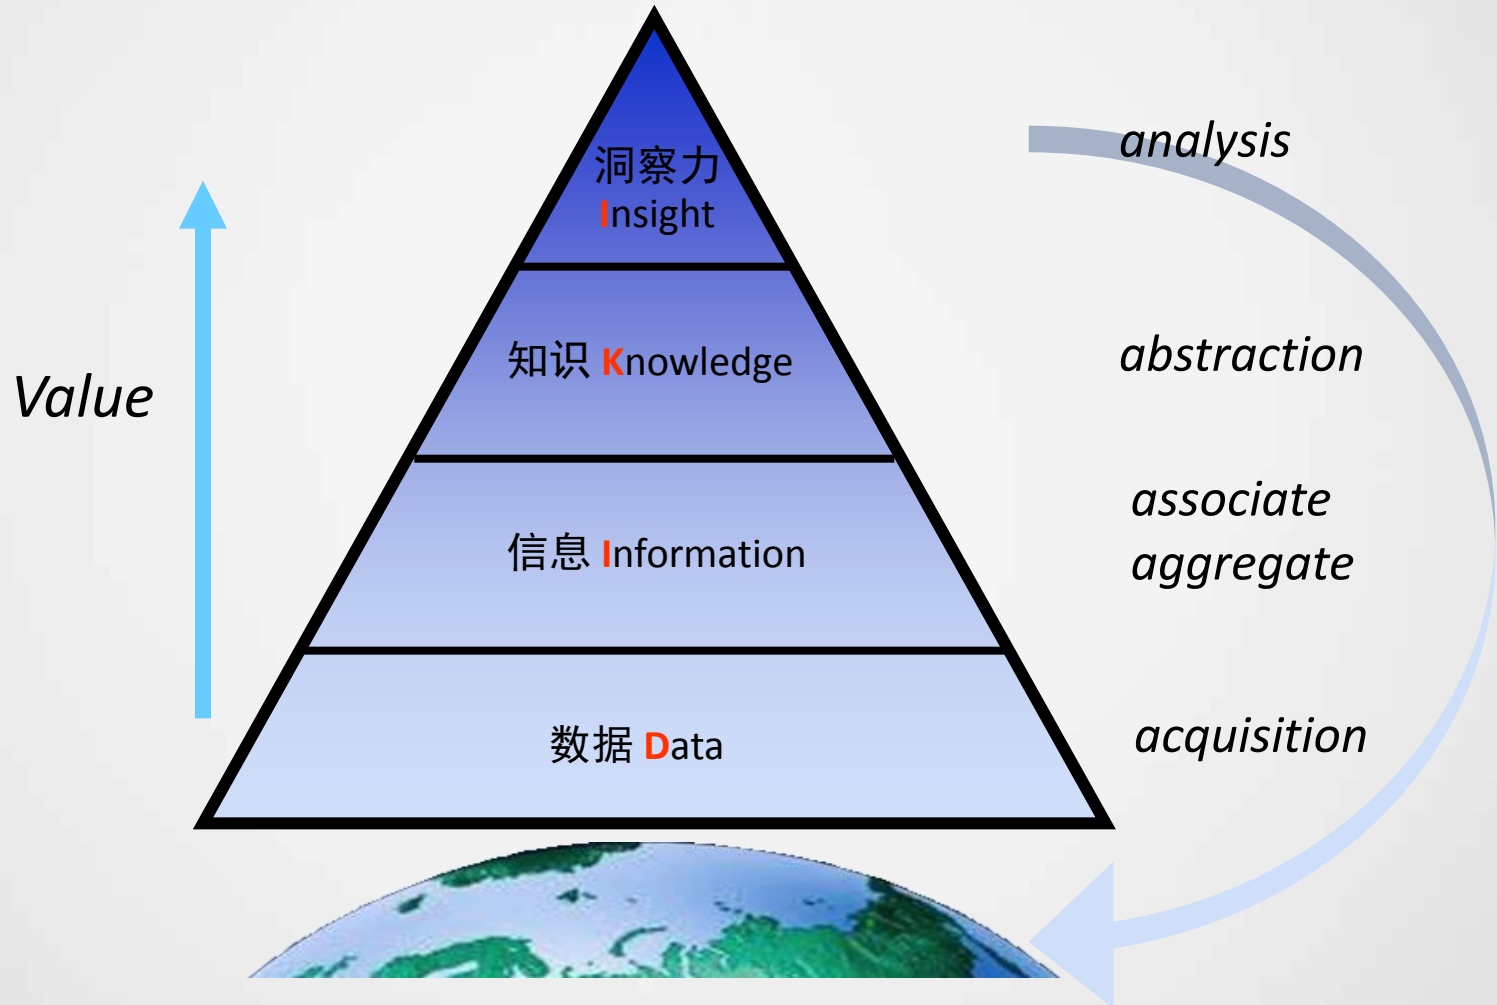 analysis
洞察力
Insight
知识 Knowledge
abstraction
Value
associate
aggregate
信息 Information
数据 Data
acquisition